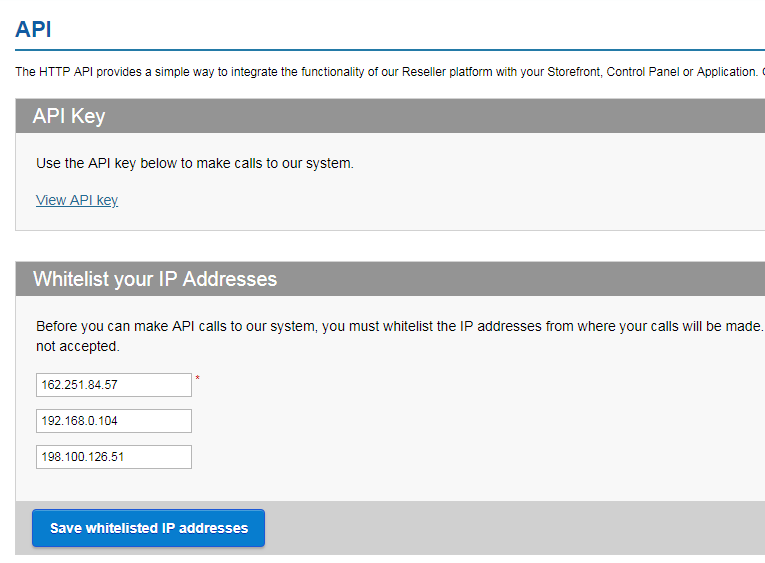 API
The HTTP API provides a simple way to integrate the functionality of our Reseller platform with your Storefront, Control Panel or Application.
API Key
Use the API key below to make calls to our system.
View API key
Whitelist your IP Addresses
Before you can make API calls to our system, you must whitelist the IP addresses from where your calls will be made.
not accepted.
162.251.84.57 *
192.168.0.104
198.100.126.51
Save whitelisted IP addresses